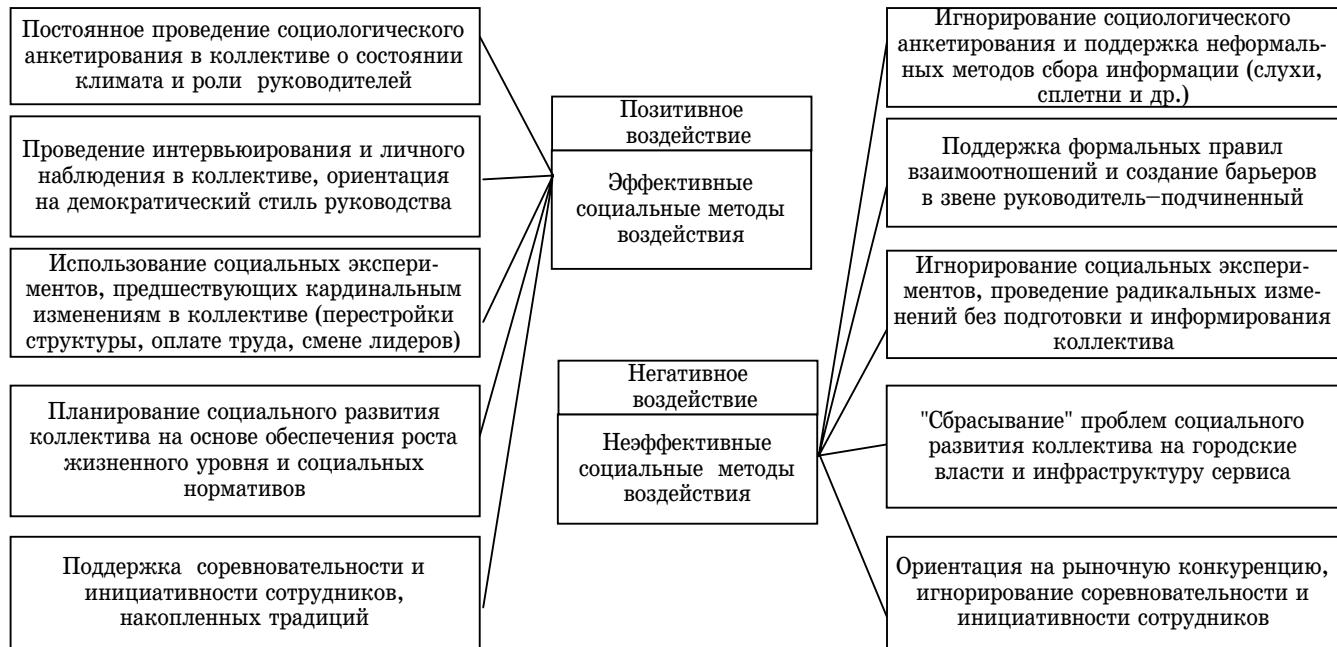 Постоянное проведение социологического
анкетирования в коллективе о состоянии
климата и роли руководителей
Проведение интервьюирования и личного
наблюдения в коллективе, ориентация
на демократический стиль руководства
Использование социальных экспери-
ментов, предшествующих кардинальным
изменениям в коллективе (перестройки
структуры, оплате труда, смене лидеров)
Планирование социального развития
коллектива на основе обеспечения роста
жизненного уровня и социальных
нормативов
Поддержка соревновательности и
инициативности сотрудников,
накопленных традиций
Позитивное
воздействие
Эффективные
социальные методы
воздействия
Негативное
воздействие
Неэффективные
социальные методы
воздействия
Игнорирование социологического
анкетирования и поддержка неформаль-
ных методов сбора информации (слухи,
сплетни и др.)
Поддержка формальных правил
взаимоотношений и создание барьеров
в звене руководитель–подчиненный
Игнорирование социальных экспери-
ментов, проведение радикальных изме-
нений без подготовки и информирования
коллектива
"Сбрасывание" проблем социального
развития коллектива на городские
власти и инфраструктуру сервиса
Ориентация на рыночную конкуренцию,
игнорирование соревновательности и
инициативности сотрудников